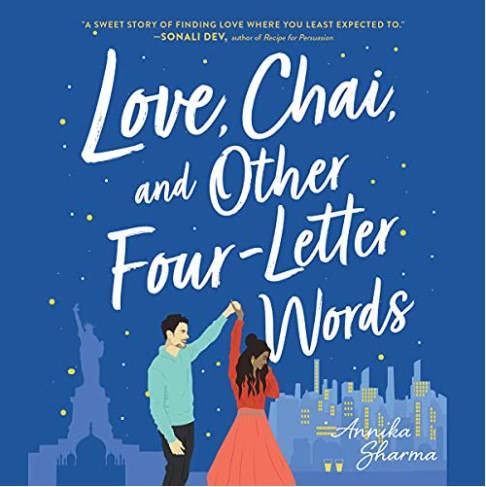 "A SWEET STORY OF FINDING LOVE WHERE YOU LEAST EXPECTED TO."
—SONALI DEV, author of Recipe for Persuasion
Love, Chai,
and Other
Four-Letter
Words
Annika
Sharma